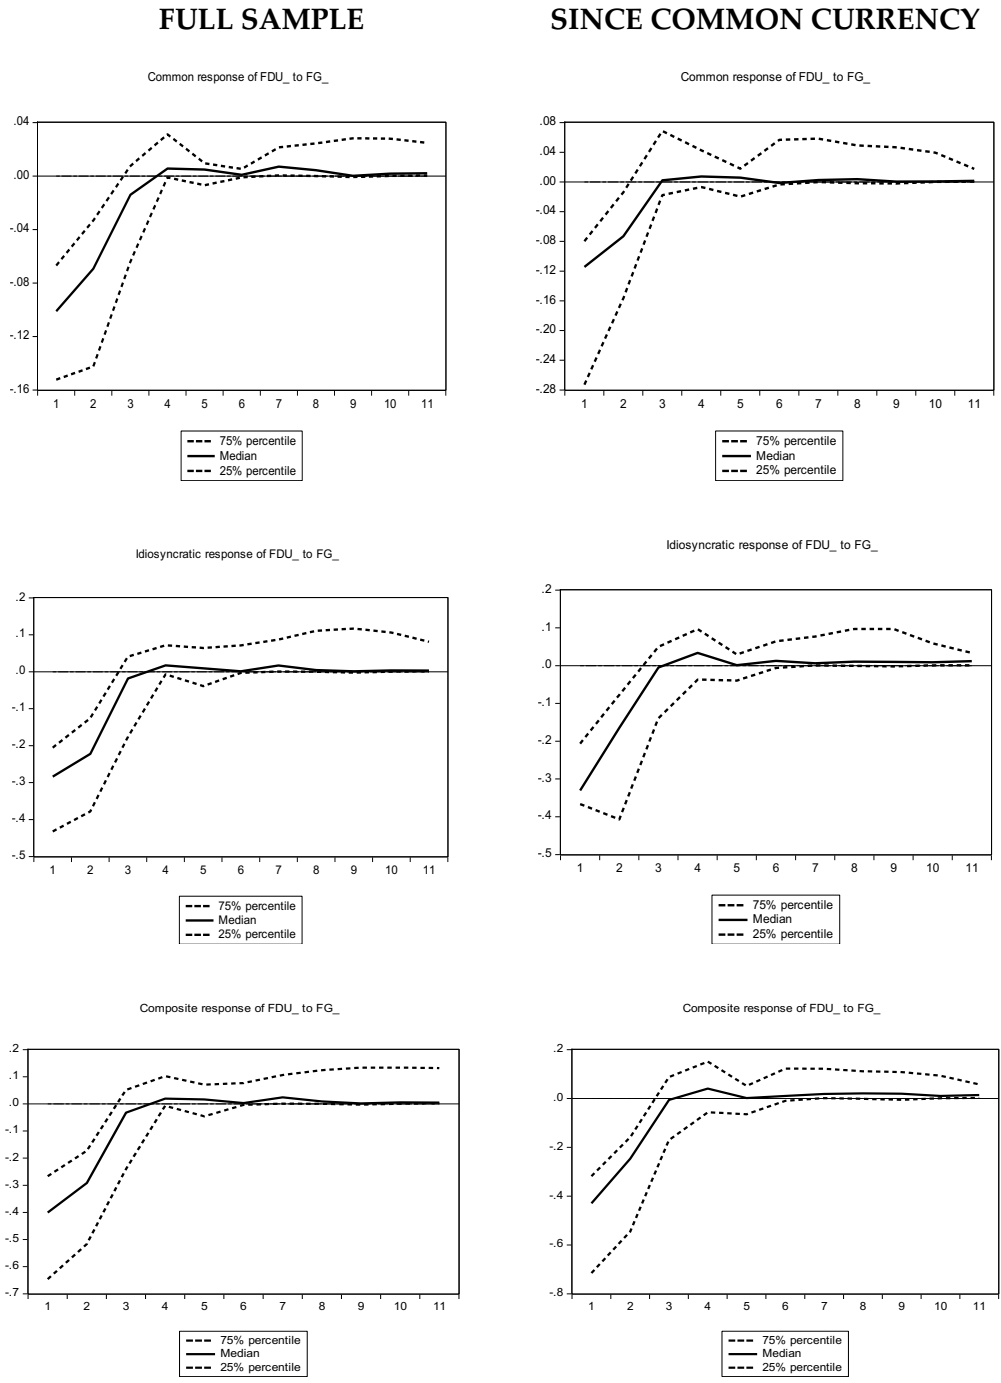 FULL SAMPLE
SINCE COMMON CURRENCY
Common response of FDU_ to FG_
.04
.00
-.04
-.08
-.12
-.16
1 2 3 4 5 6 7 8 9 10 11
75% percentile
Median
25% percentile
Common response of FDU_ to FG_
.08
.04
.00
-.04
-.08
-.12
-.16
-.20
-.24
-.28
1 2 3 4 5 6 7 8 9 10 11
75% percentile
Median
25% percentile
Idiosyncratic response of FDU_ to FG_
.2
.1
.0
-.1
-.2
-.3
-.4
-.5
1 2 3 4 5 6 7 8 9 10 11
75% percentile
Median
25% percentile
Idiosyncratic response of FDU_ to FG_
.2
.1
.0
-.1
-.2
-.3
-.4
-.5
1 2 3 4 5 6 7 8 9 10 11
75% percentile
Median
25% percentile
Composite response of FDU_ to FG_
.2
.1
.0
-.1
-.2
-.3
-.4
-.5
-.6
-.7
1 2 3 4 5 6 7 8 9 10 11
75% percentile
Median
25% percentile
Composite response of FDU_ to FG_
.2
.0
-.2
-.4
-.6
-.8
1 2 3 4 5 6 7 8 9 10 11
75% percentile
Median
25% percentile